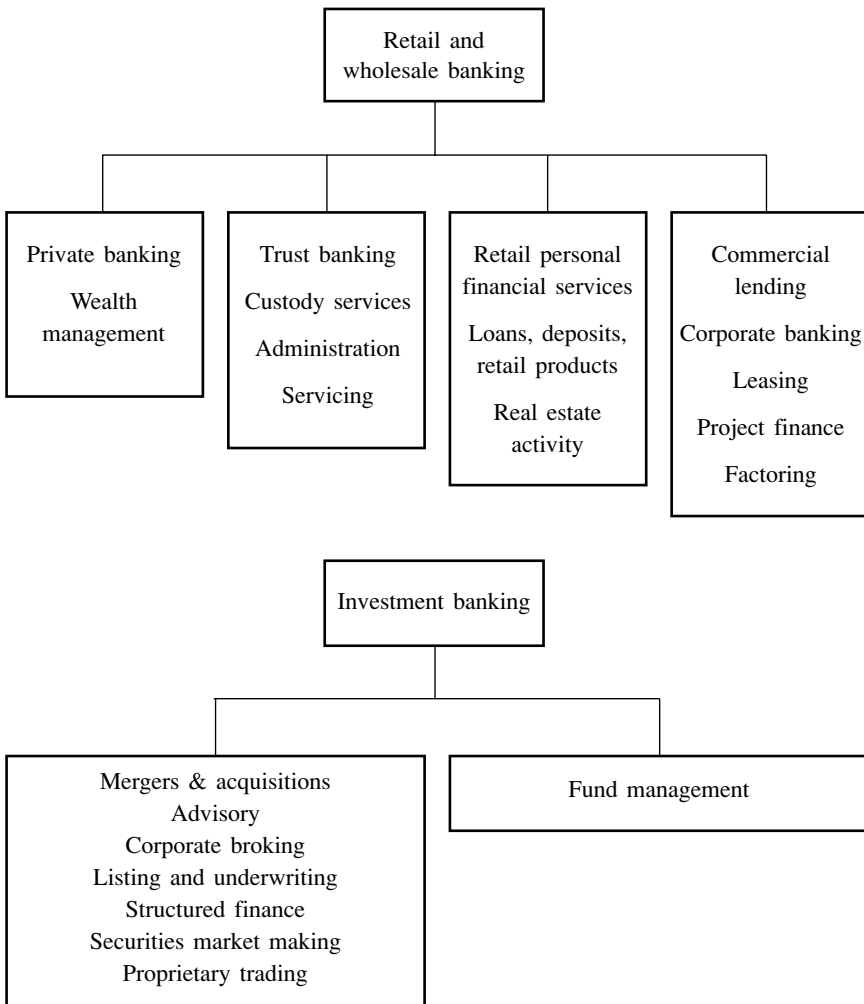 Retail and
wholesale banking
Private banking
Wealth
management
Trust banking
Custody services
Administration
Servicing
Retail personal
financial services
Loans, deposits,
retail products
Real estate
activity
Commercial
lending
Corporate banking
Leasing
Project finance
Factoring
Investment banking
Mergers & acquisitions
Advisory
Corporate broking
Listing and underwriting
Structured finance
Securities market making
Proprietary trading
Fund management